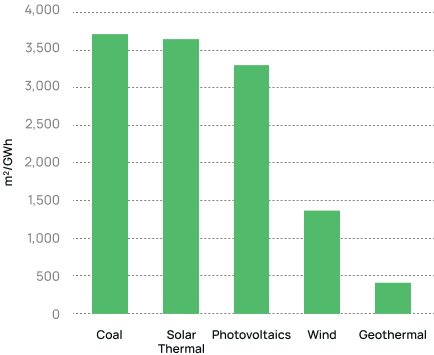 4,000
3,500
3,000
2,500
2,000
1,500
1,000
500
0
m²/GWh
Coal
Solar
Thermal
Photovoltaics
Wind
Geothermal